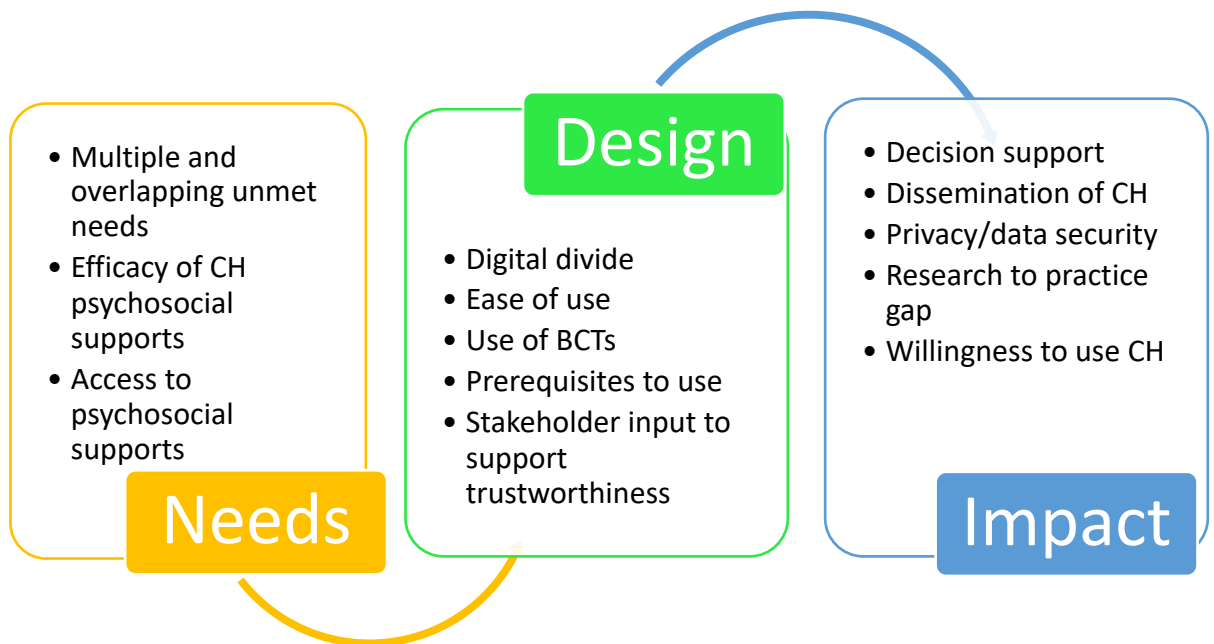 • Multiple and
overlapping unmet
needs
• Efficacy of CH
psychosocial
supports
• Access to
psychosocial
supports
Needs
Design
• Digital divide
• Ease of use
• Use of BCTs
• Prerequisites to use
• Stakeholder input to
support
trustworthiness
• Decision support
• Dissemination of CH
• Privacy/data security
• Research to practice
gap
• Willingness to use CH
Impact